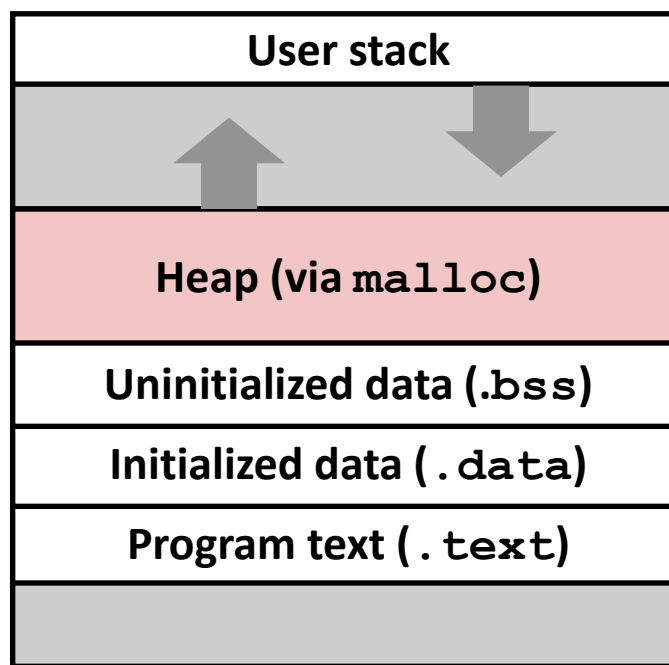 User stack
Heap (via malloc)
Uninitialized data (.bss)
Initialized data (.data)
Program text (.text)